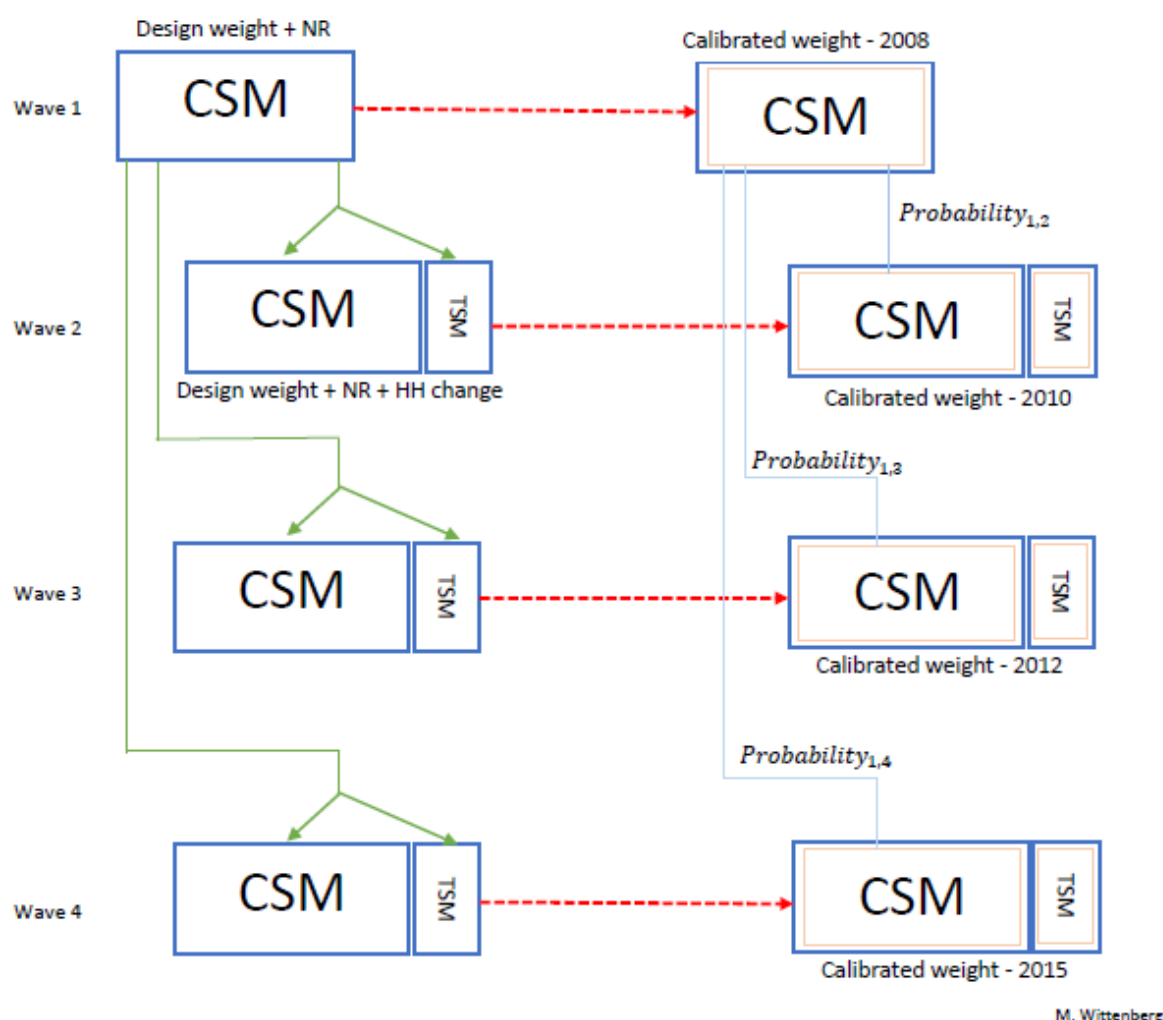 Design weight + NR
Calibrated weight - 2008
Wave 1
CSM
CSM
Probability1,2
Wave 2
CSM
TSM
CSM
TSM
Design weight + NR + HH change
Calibrated weight - 2010
Probability1,3
Wave 3
CSM
TSM
CSM
TSM
Calibrated weight - 2012
Probability1,4
Wave 4
CSM
TSM
CSM
TSM
Calibrated weight - 2015
M. Wittenberg